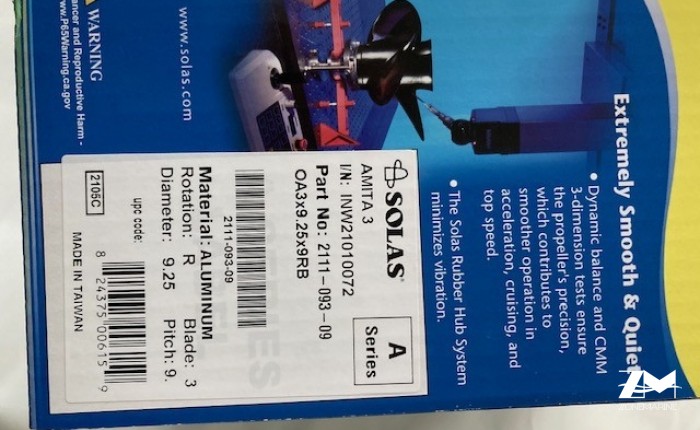 WARNING
ancer and Reproductive Harm -
www.P65Warning.ca.gov
www.solas.com
Extremely Smooth & Quiet
• Dynamic balance and CMM
3-dimension tests ensure
the propeller's precision,
which contributes to
smoother operation in
acceleration, cruising, and
top speed.
• The Solas Rubber Hub System
minimizes vibration.
SOLAS®
A
Series
AMITA 3
I/N: INW21010072
Part No: 2111-093-09
OA3x9.25x9RB
2111-093-09
Material: ALUMINUM
Rotation: R Blade: 3
Diameter: 9.25 Pitch: 9.
upc code:
8 24375 00615 9
2105C
MADE IN TAIWAN